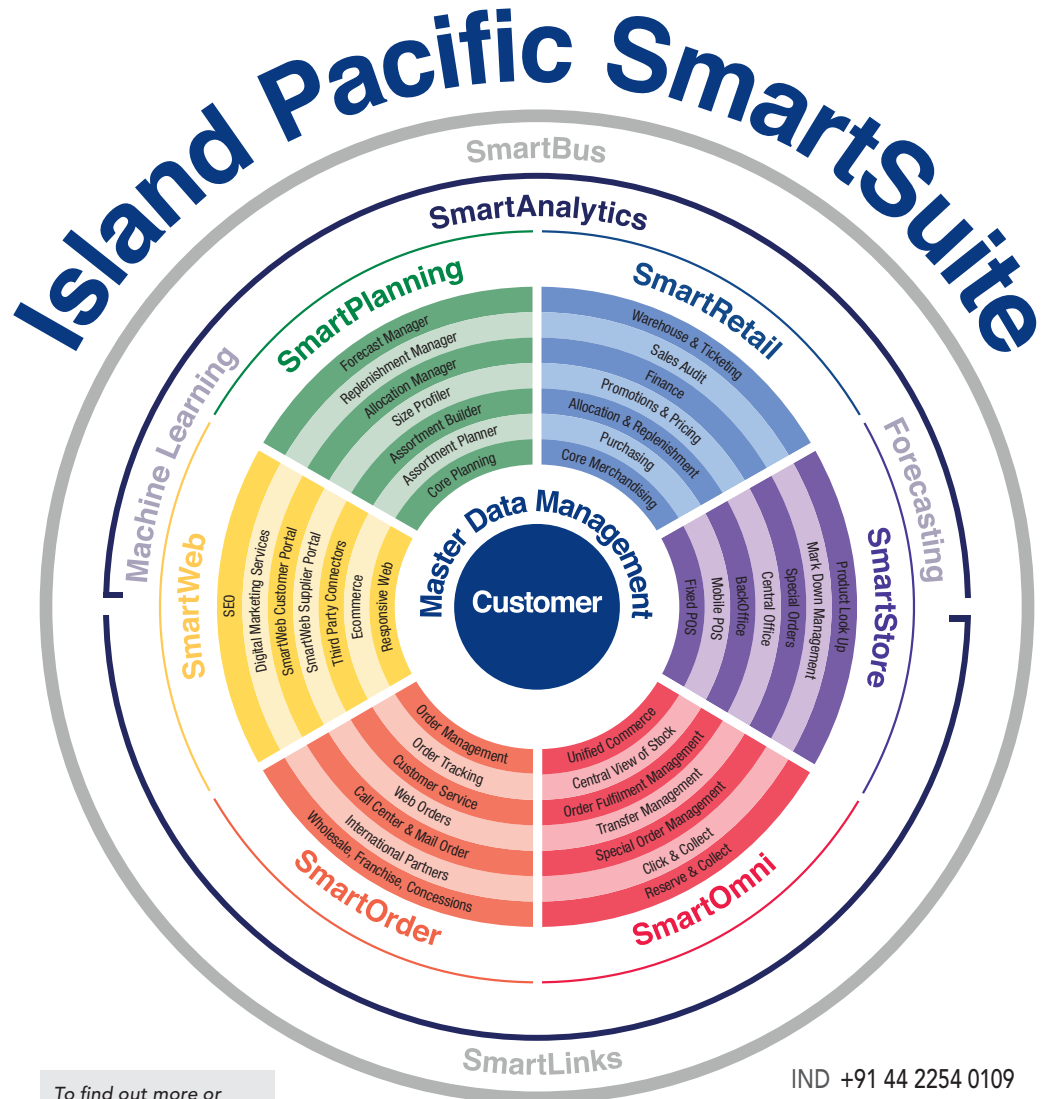 Island Pacific SmartSuite
SmartBus
SmartAnalytics
Machine Learning
Forecasting
SmartPlanning
Forecast Manager
Replenishment Manager
Allocation Manager
Size Profiler
Assortment Builder
Assortment Planner
Core Planning
SmartRetail
Warehouse & Ticketing
Sales Audit
Finance
Promotions & Pricing
Allocation & Replenishment
Purchasing
Core Merchandising
Master Data Management
Customer
SmartWeb
SEO
Digital Marketing Services
SmartWeb Customer Portal
SmartWeb Supplier Portal
Third Party Connectors
Ecommerce
Responsive Web
Fixed POS
Mobile POS
BackOffice
Central Office
Special Orders
Mark Down Management
Product Look Up
SmartStore
Order Management
Order Tracking
Customer Service
Web Orders
Call Center & Mail Order
International Partners
Wholesale, Franchise, Concessions
SmartOrder
Unified Commerce
Central View of Stock
Order Fulfilment Management
Transfer Management
Special Order Management
Click & Collect
Reserve & Collect
SmartOmni
SmartLinks
To find out more or
IND +91 44 2254 0109